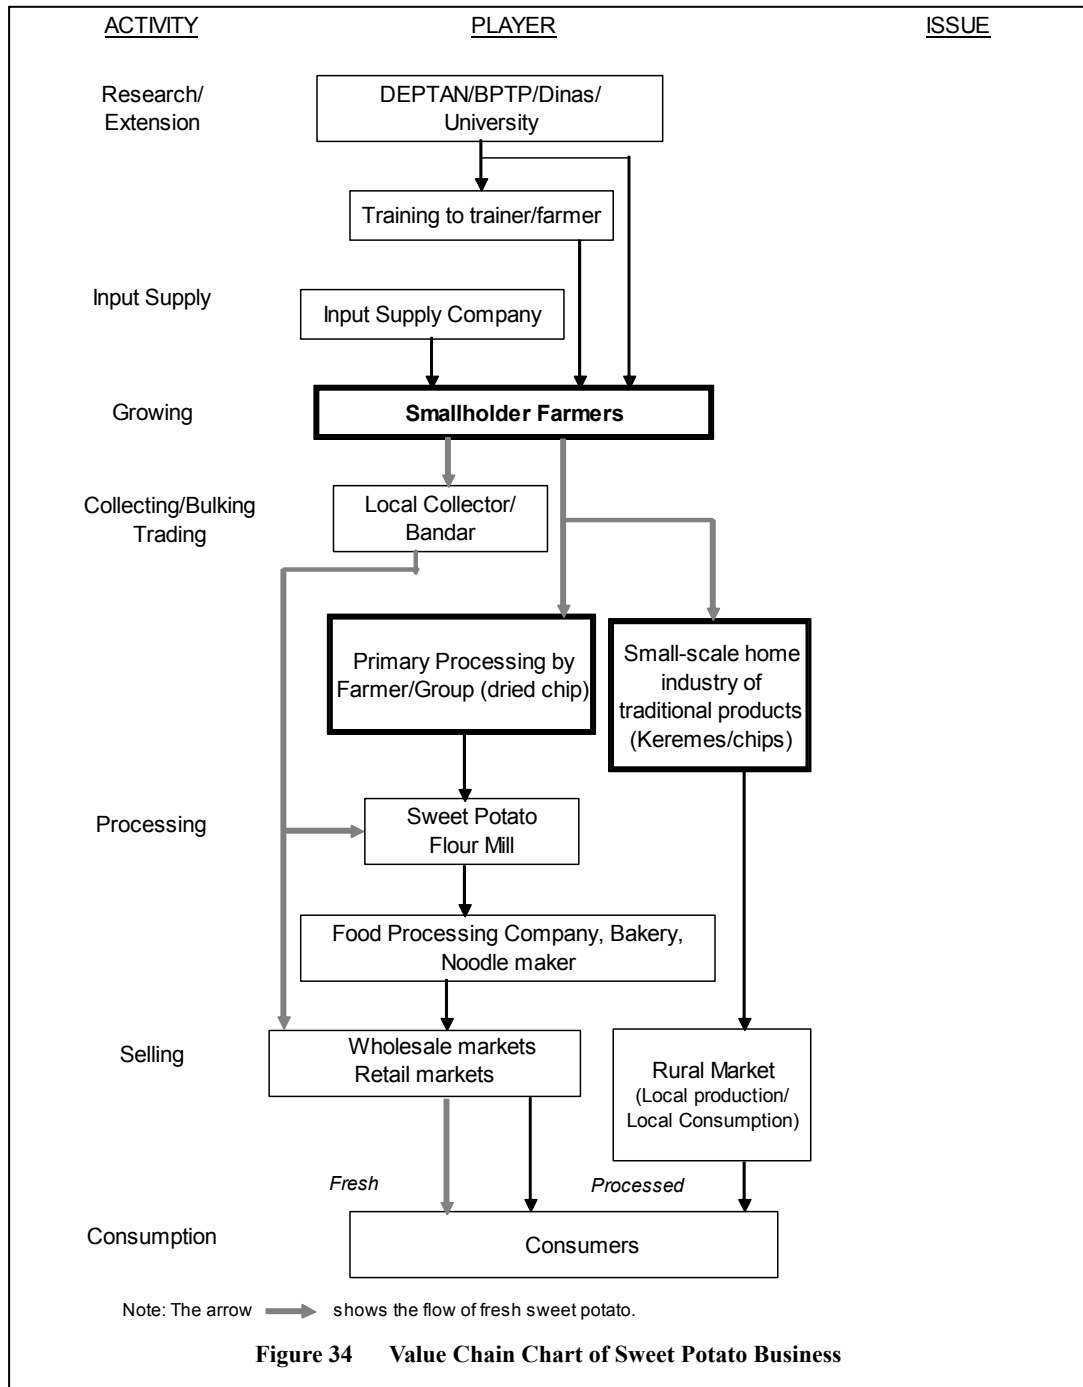 ACTIVITY
PLAYER
ISSUE
Research/
Extension
DEPTAN/BPTP/Dinas/
University
Training to trainer/farmer
Input Supply
Input Supply Company
Growing
Smallholder Farmers
Collecting/Bulking
Trading
Local Collector/
Bandar
Primary Processing by
Farmer/Group (dried chip)
Small-scale home
industry of
traditional products
(Keremes/chips)
Processing
Sweet Potato
Flour Mill
Food Processing Company, Bakery,
Noodle maker
Selling
Wholesale markets
Retail markets
Rural Market
(Local production/
Local Consumption)
Fresh
Processed
Consumption
Consumers
Note: The arrow shows the flow of fresh sweet potato.
Figure 34 Value Chain Chart of Sweet Potato Business